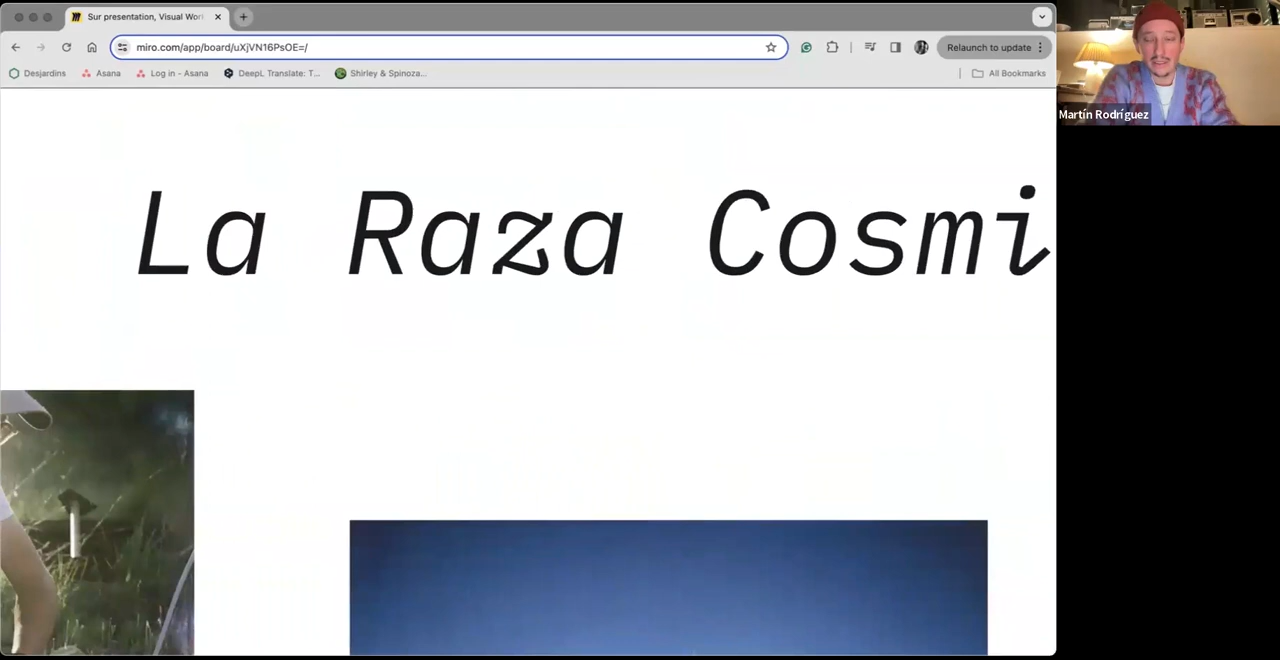 Sur presentation, Visual Wor
miro.com/app/board/uXjVN16PsOE=/
Relaunch to update
Desjardins
Asana
Log in - Asana
DeepL Translate: T...
Shirley & Spinoza...
All Bookmarks
Martín Rodríguez
La Raza Cosmi